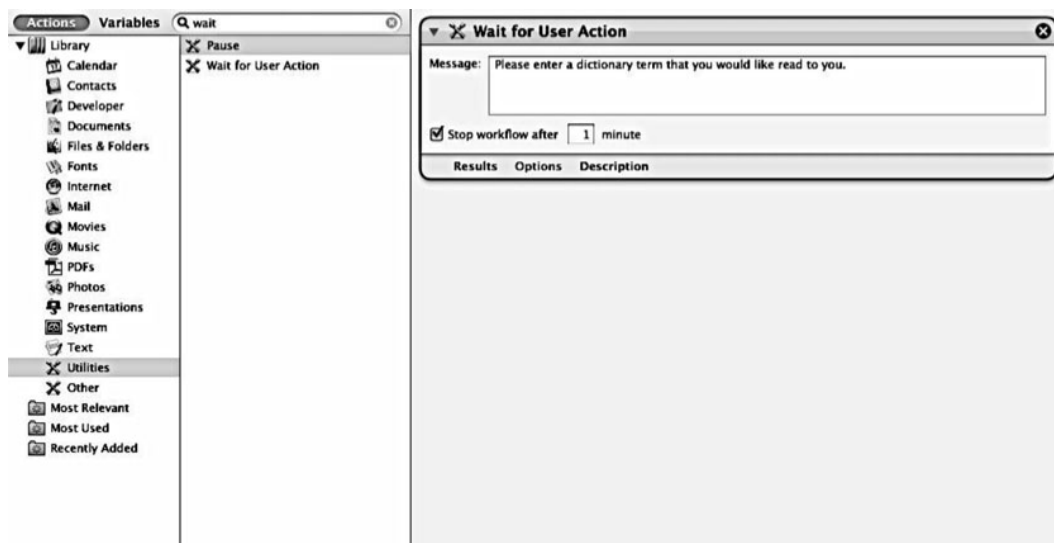 Actions Variables wait
Library
Calendar
Contacts
Developer
Documents
Files & Folders
Fonts
Internet
Mail
Movies
Music
PDFs
Photos
Presentations
System
Text
Utilities
Other
Most Relevant
Most Used
Recently Added
Pause
Wait for User Action
Wait for User Action
Message: Please enter a dictionary term that you would like read to you.
Stop workflow after 1 minute
Results Options Description